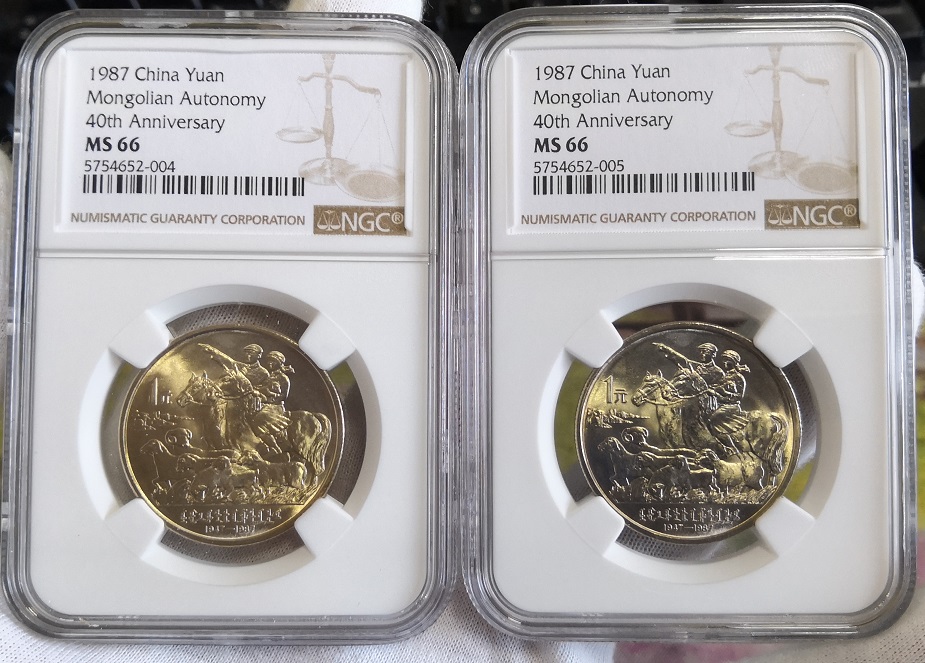 1987 China Yuan
Mongolian Autonomy
40th Anniversary
MS 66
5754652-004
NUMISMATIC GUARANTY CORPORATION NGC®
1元
1947—1987
1987 China Yuan
Mongolian Autonomy
40th Anniversary
MS 66
5754652-005
NUMISMATIC GUARANTY CORPORATION NGC®
1元
1947—1987